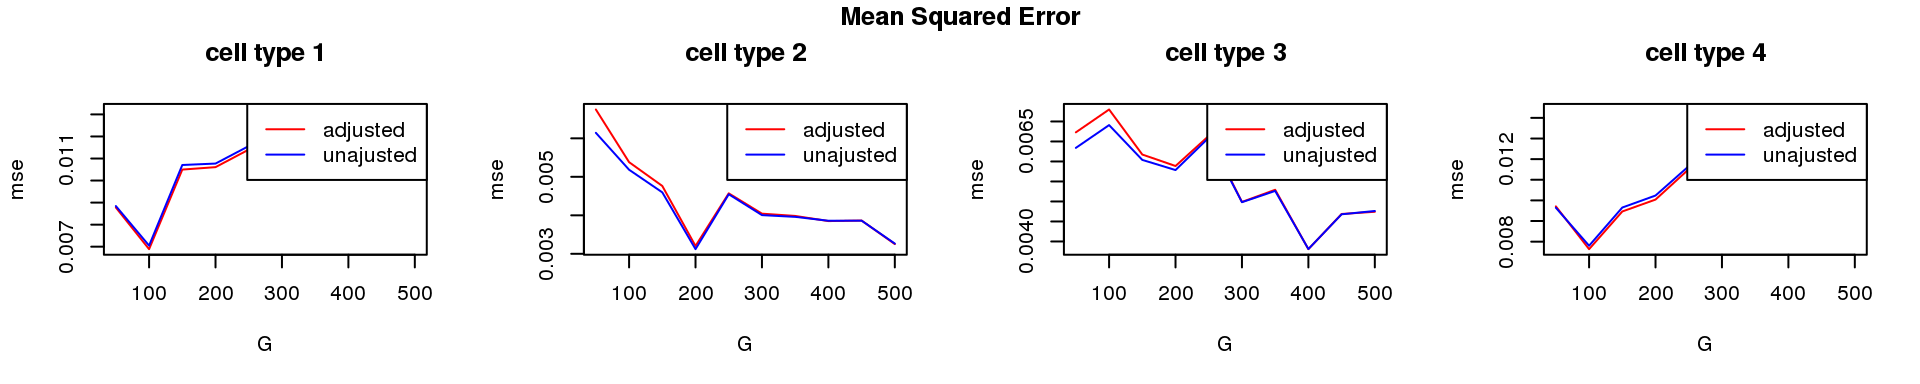 Mean Squared Error
cell type 1
mse
0.007
0.011
adjusted
unajusted
100 200 300 400 500
G
cell type 2
mse
0.003
0.005
adjusted
unajusted
100 200 300 400 500
G
cell type 3
mse
0.0040
0.0065
adjusted
unajusted
100 200 300 400 500
G
cell type 4
mse
0.008
0.012
adjusted
unajusted
100 200 300 400 500
G